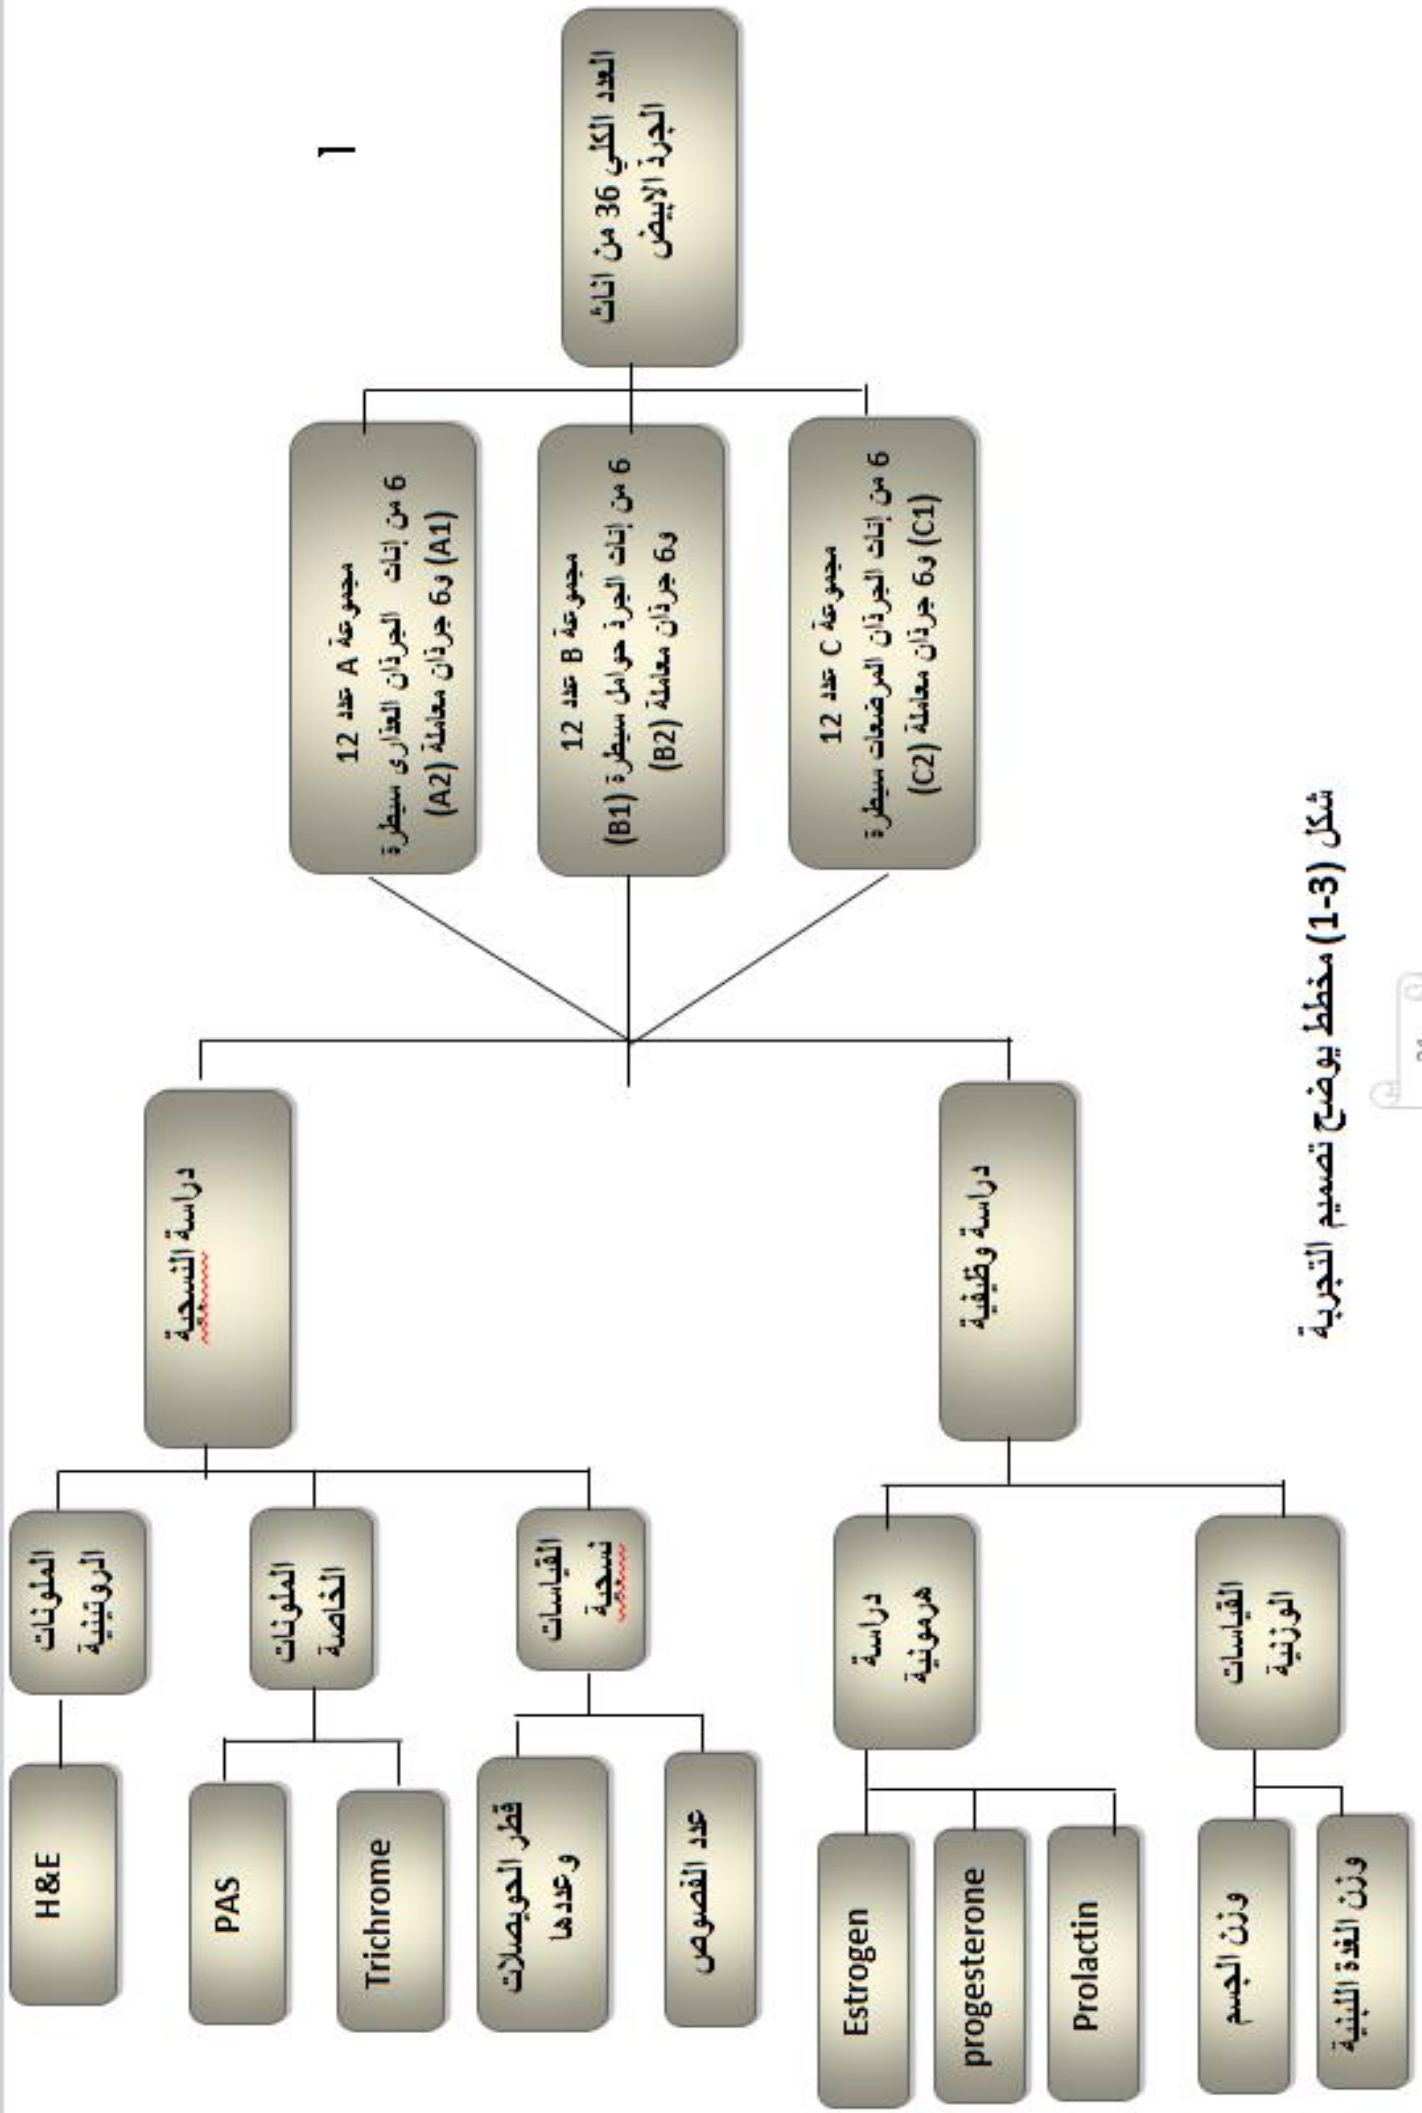 1
العدد الكلي 36 من اناث
الجرذ الابيض
مجموعة A عدد 12
6 من إناث الجرذان العذارى سيطرة
(A1) و6 جرذان معاملة (A2)
مجموعة B عدد 12
6 من إناث الجرذ حوامل سيطرة (B1)
و6 جرذان معاملة (B2)
مجموعة C عدد 12
6 من إناث الجرذان المرضعات سيطرة
(C1) و6 جرذان معاملة (C2)
دراسة النسجية
دراسة وظيفية
الملونات
الروتينية
الملونات
الخاصة
القياسات
نسجية
دراسة
هرمونية
القياسات
الوزنية
H&E
PAS
Trichrome
قطر الحويصلات
وعددها
عدد الفصوص
Estrogen
progesterone
Prolactin
وزن الجسم
وزن الغدة اللبنية
شكل (3-1) مخطط يوضح تصميم التجربة